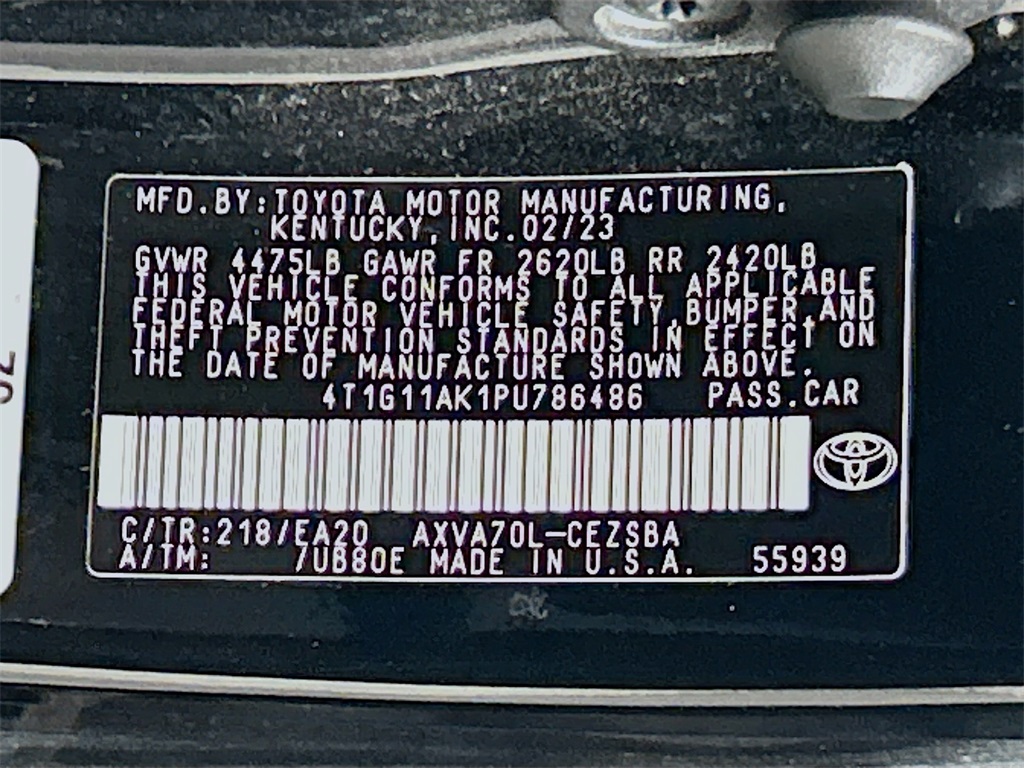 MFD.BY:TOYOTA MOTOR MANUFACTURING,
KENTUCKY,INC.02/23
GVWR 4475LB GAWR FR 2620LB RR 2420LB
THIS VEHICLE CONFORMS TO ALL APPLICABLE
FEDERAL MOTOR VEHICLE SAFETY,BUMPER,AND
THEFT PREVENTION STANDARDS IN EFFECT ON
THE DATE OF MANUFACTURE SHOWN ABOVE.
4T1G11AK1PU786486 PASS.CAR
C/TR:218/EA20 AXVA70L-CEZSBA
A/TM: /UB80E MADE IN U.S.A. 55939